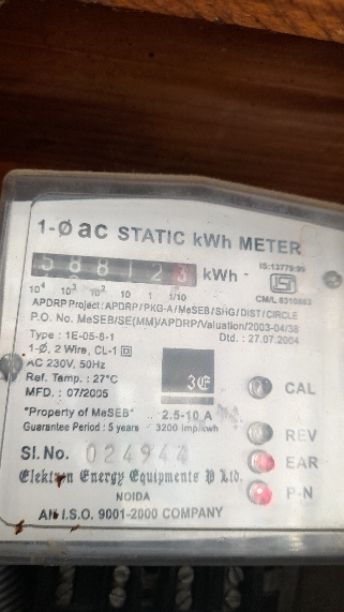 1-Ø ac STATIC kWh METER
588123 kWh
IS:13779:99
CM/L 8310883
10⁴ 10³ 10² 10 1 1/10
APDRP Project : APDRP/PKG-A/MeSEB/SHG/DIST/CIRCLE
P.O. No. MeSEB/SE(MM)/APDRP/Valuation/2003-04/38
Dtd. : 27.07.2004
Type : 1E-05-S-1
1-Ø, 2 Wire, CL-1
AC 230V, 50Hz
Ref. Temp. : 27°C
MFD. : 07/2005
3E
CAL
"Property of MeSEB" 2.5-10 A
Guarantee Period : 5 years 3200 imp/kwh
REV
Sl. No. 024944
EAR
Elektron Energy Equipments P Ltd.
P-N
NOIDA
AN I.S.O. 9001-2000 COMPANY